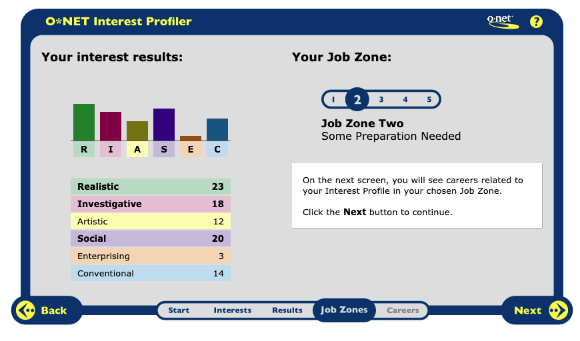 O*NET Interest Profiler
o·net
?
Your interest results:
R I A S E C
Realistic 23
Investigative 18
Artistic 12
Social 20
Enterprising 3
Conventional 14
Your Job Zone:
1 2 3 4 5
Job Zone Two
Some Preparation Needed
On the next screen, you will see careers related to
your Interest Profile in your chosen Job Zone.
Click the Next button to continue.
Back
Start Interests Results Job Zones Careers
Next